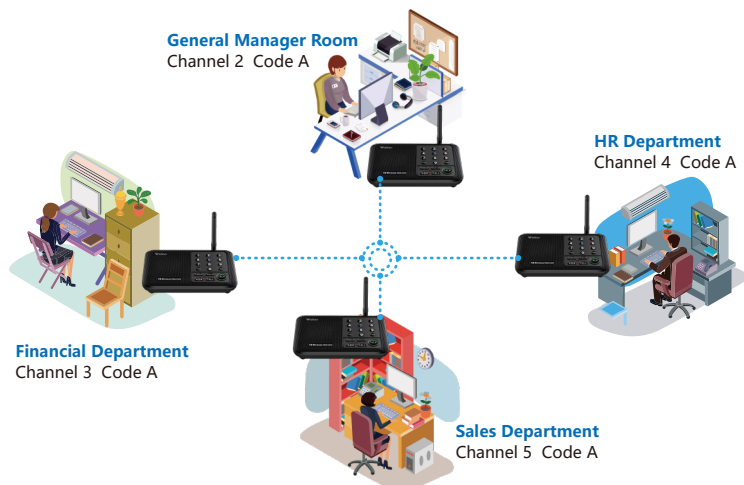 General Manager Room
Channel 2 Code A
HR Department
Channel 4 Code A
Financial Department
Channel 3 Code A
Sales Department
Channel 5 Code A